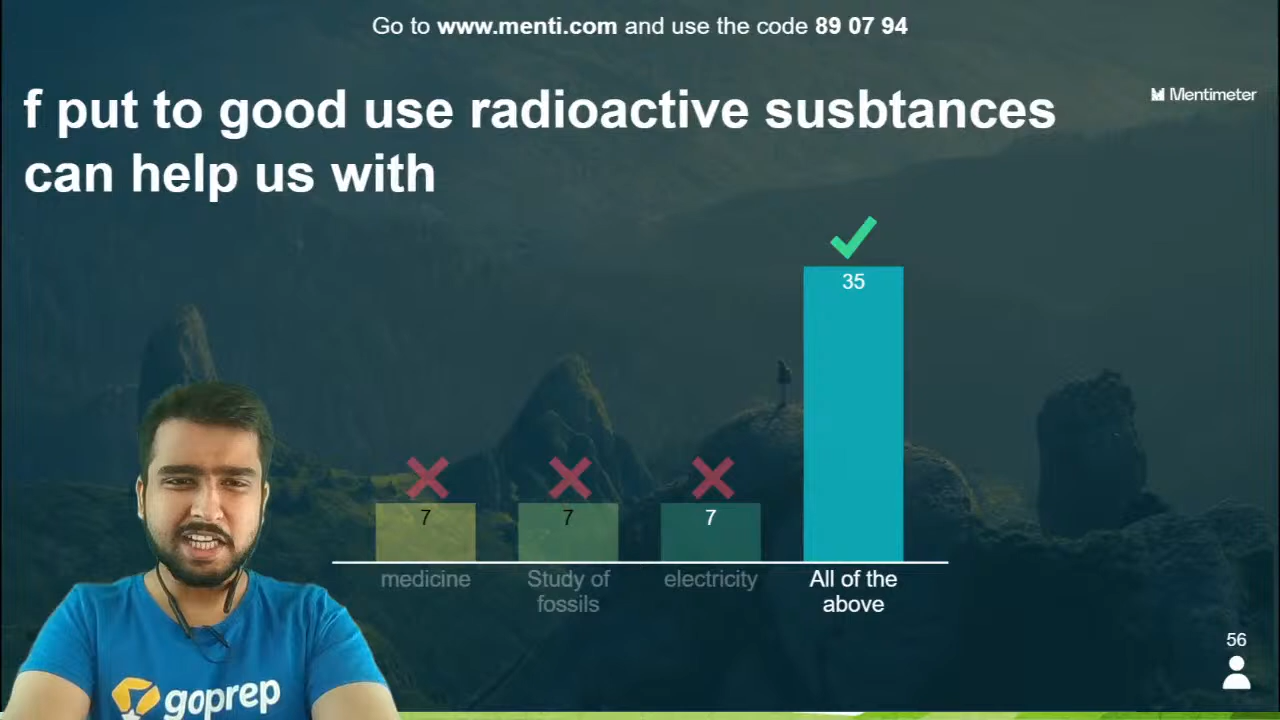 Go to www.menti.com and use the code 89 07 94
Mentimeter
f put to good use radioactive susbtances
can help us with
35
7
7
7
medicine
Study of
fossils
electricity
All of the
above
56
goprep